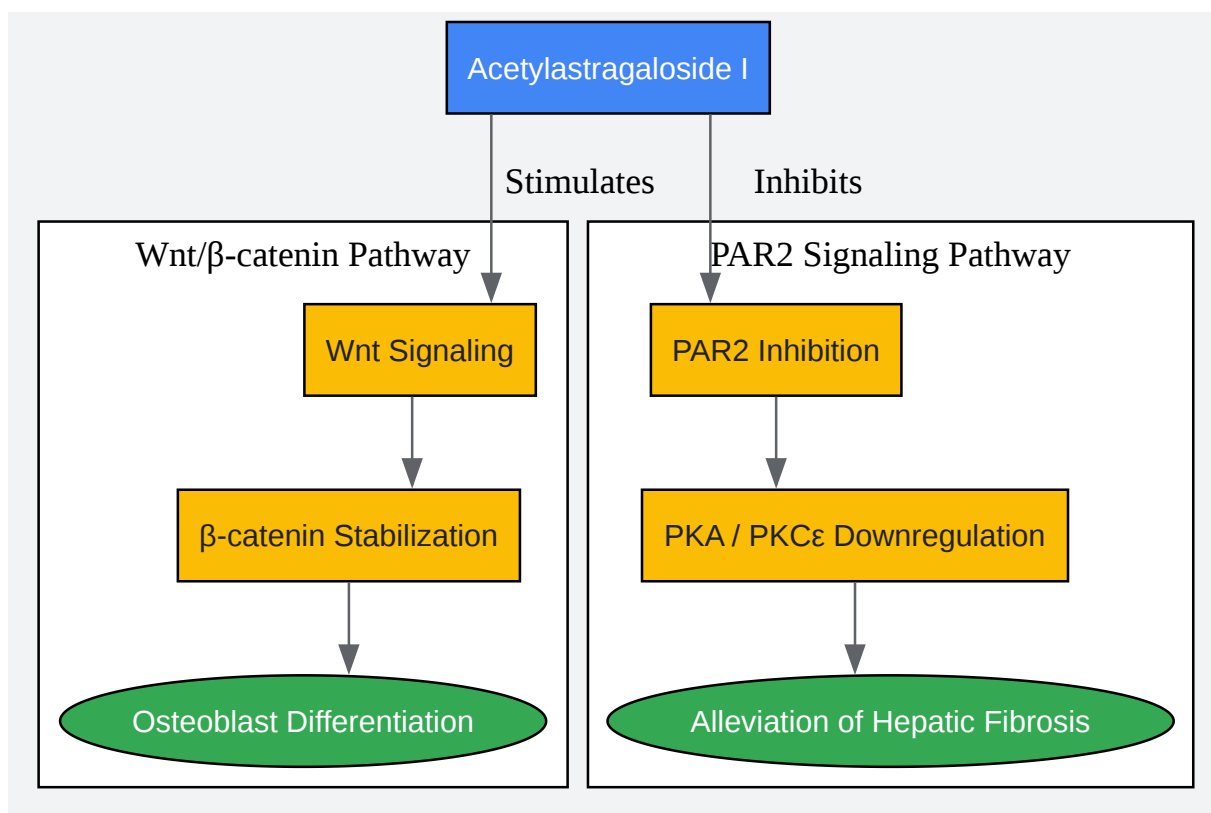 Acetylastragaloside I
Stimulates
Inhibits
Wnt/β-catenin Pathway
PAR2 Signaling Pathway
Wnt Signaling
PAR2 Inhibition
β-catenin Stabilization
PKA / PKCε Downregulation
Osteoblast Differentiation
Alleviation of Hepatic Fibrosis